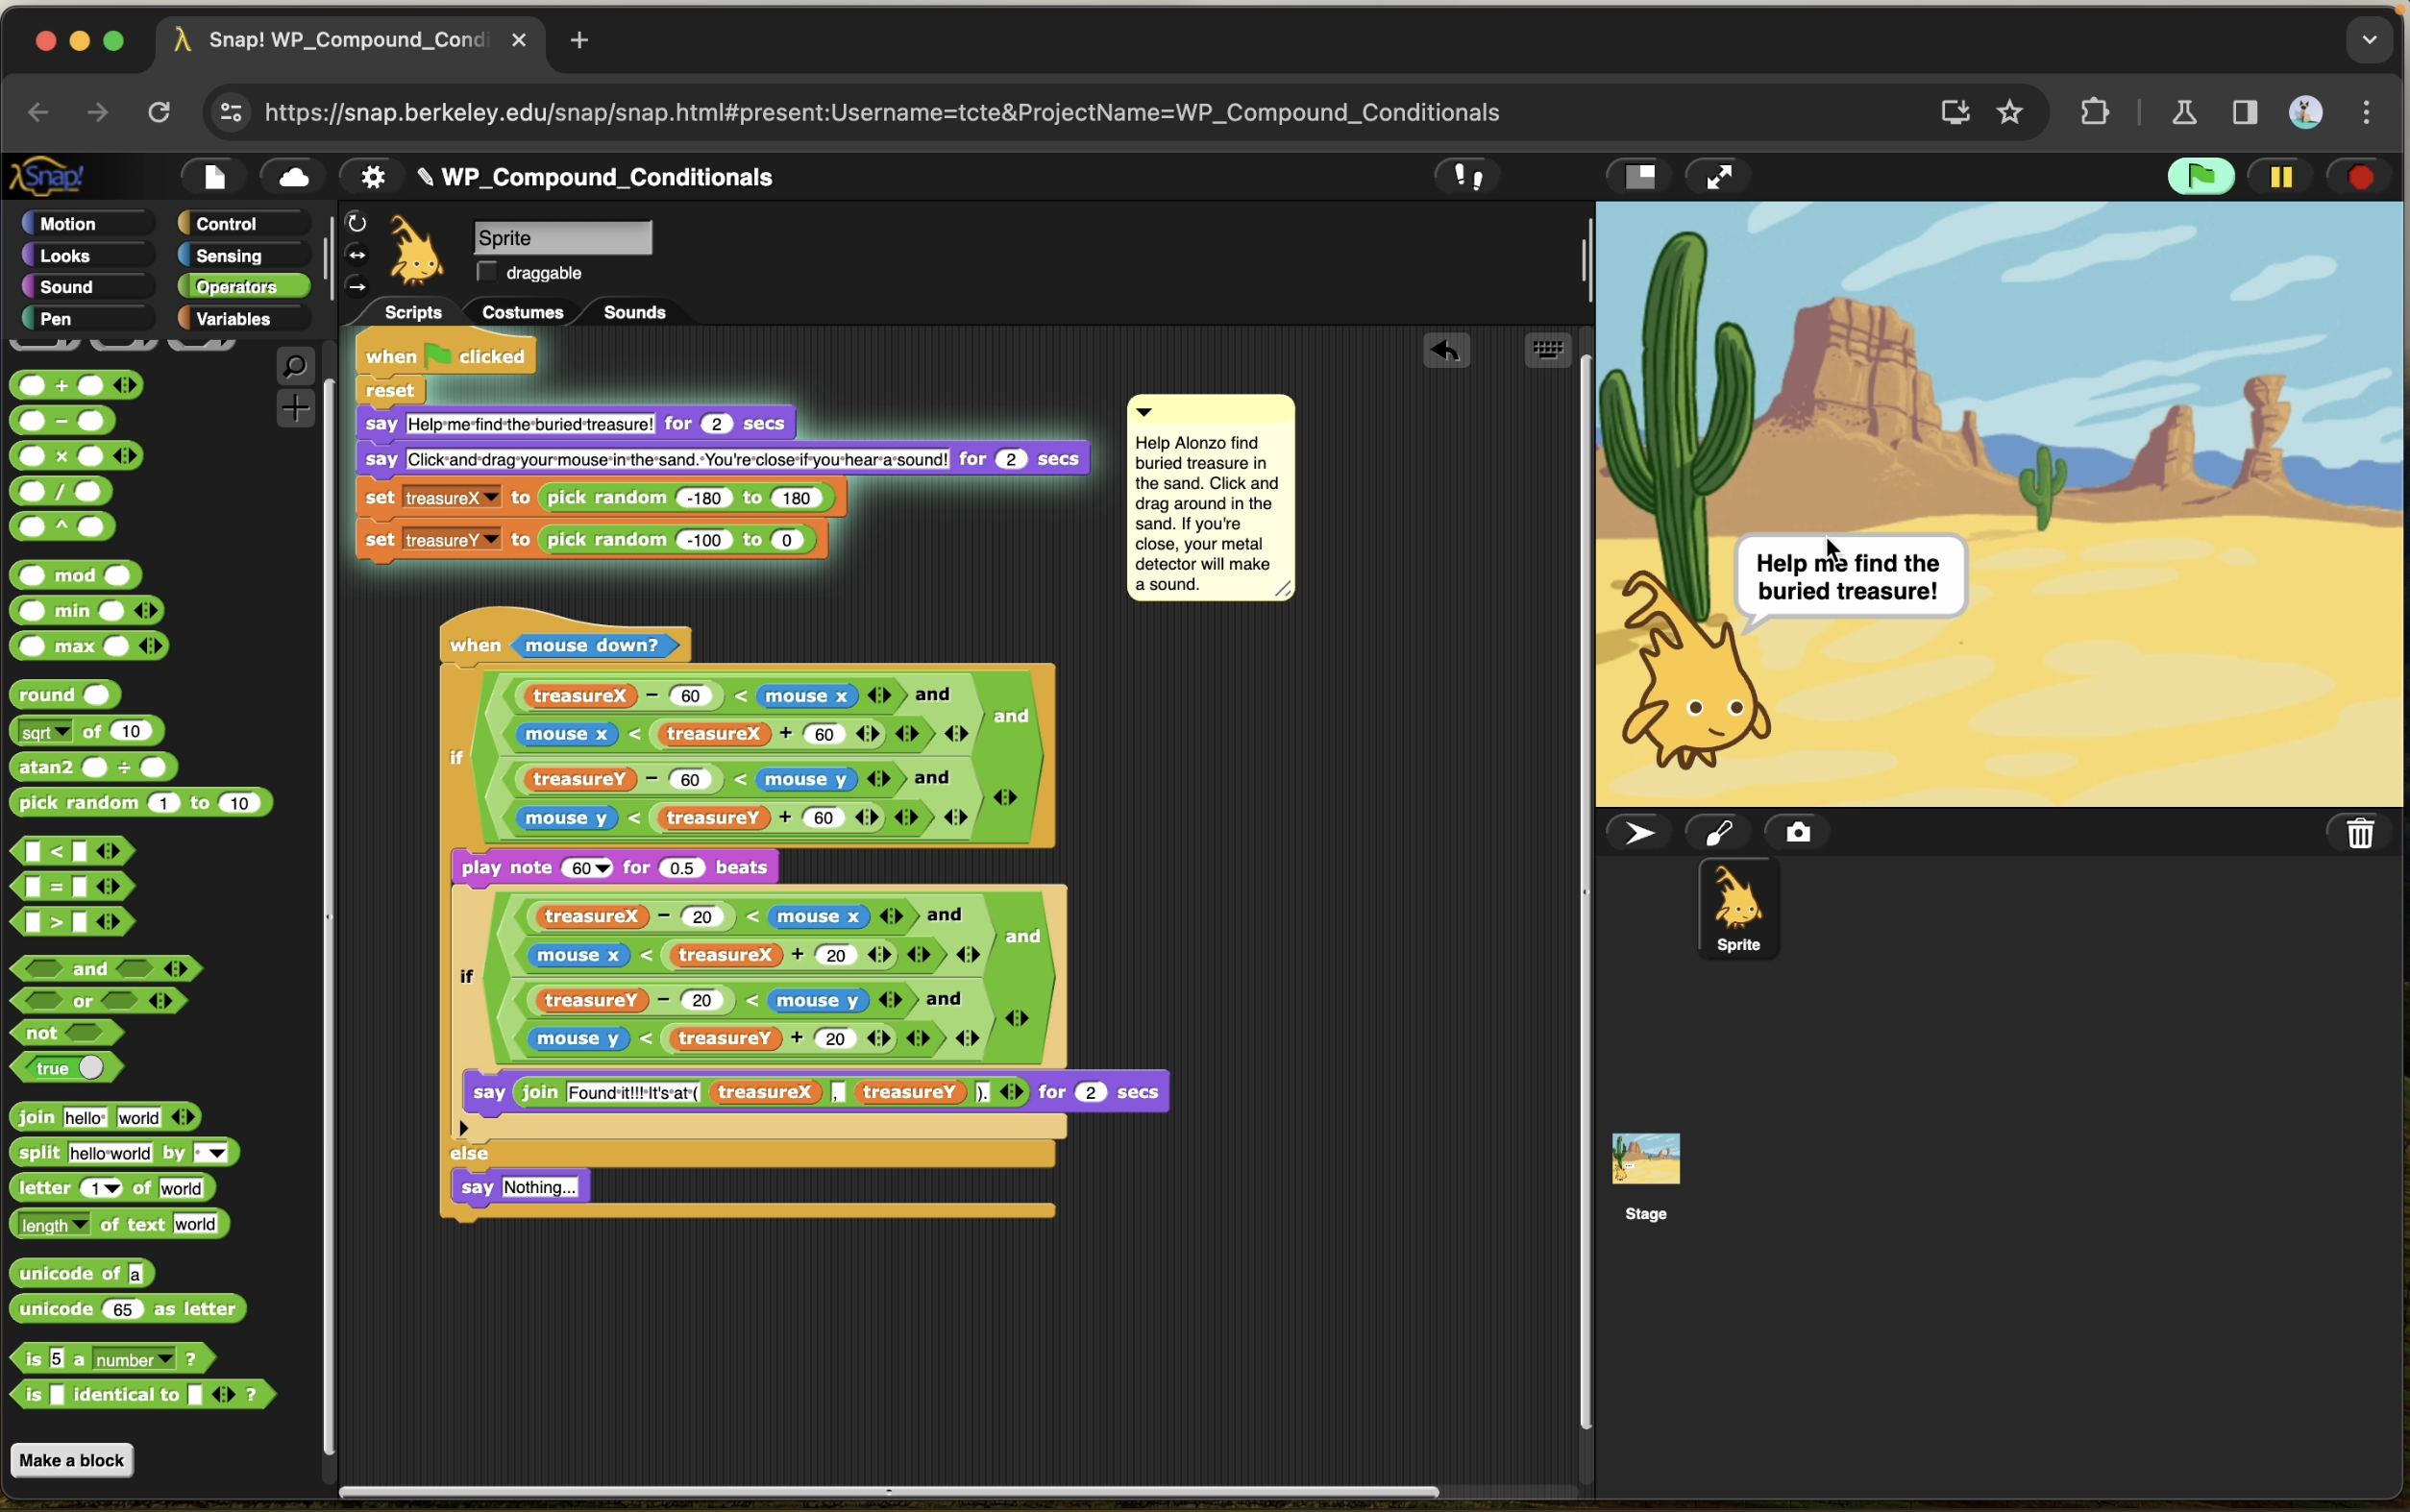 Snap! WP_Compound_Condi
https://snap.berkeley.edu/snap/snap.html#present:Username=tcte&ProjectName=WP_Compound_Conditionals
Snap!
WP_Compound_Conditionals
Motion
Control
Looks
Sensing
Sound
Operators
Pen
Variables
+
−
×
/
^
mod
min
max
round
sqrt of 10
atan2 ÷
pick random 1 to 10
<
=
>
and
or
not
true
join hello world
split hello world by
letter 1 of world
length of text world
unicode of a
unicode 65 as letter
is 5 a number ?
is identical to ?
Make a block
Sprite
draggable
Scripts
Costumes
Sounds
when clicked
reset
say Help me find the buried treasure! for 2 secs
say Click and drag your mouse in the sand. You're close if you hear a sound! for 2 secs
set treasureX to pick random -180 to 180
set treasureY to pick random -100 to 0
Help Alonzo find
buried treasure in
the sand. Click and
drag around in the
sand. If you're
close, your metal
detector will make
a sound.
when mouse down?
if
treasureX − 60 < mouse x and
and
mouse x < treasureX + 60
treasureY − 60 < mouse y and
mouse y < treasureY + 60
play note 60 for 0.5 beats
if
treasureX − 20 < mouse x and
and
mouse x < treasureX + 20
treasureY − 20 < mouse y and
mouse y < treasureY + 20
say join Found it!!! It's at ( treasureX , treasureY ). for 2 secs
else
say Nothing...
Help me find the
buried treasure!
Sprite
Stage